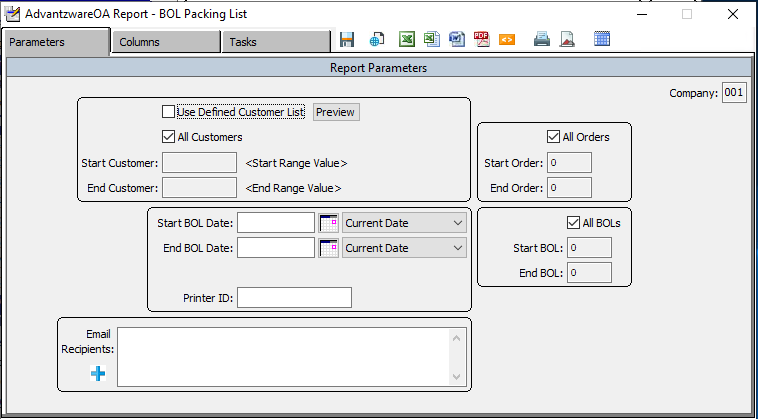 AdvantzwareOA Report - BOL Packing List
Parameters Columns Tasks PDF
Report Parameters
Company: 001
Use Defined Customer List Preview
All Customers All Orders
Start Customer: <Start Range Value> Start Order: 0
End Customer: <End Range Value> End Order: 0
Start BOL Date: Current Date All BOLs
End BOL Date: Current Date Start BOL: 0
End BOL: 0
Printer ID:
Email
Recipients: